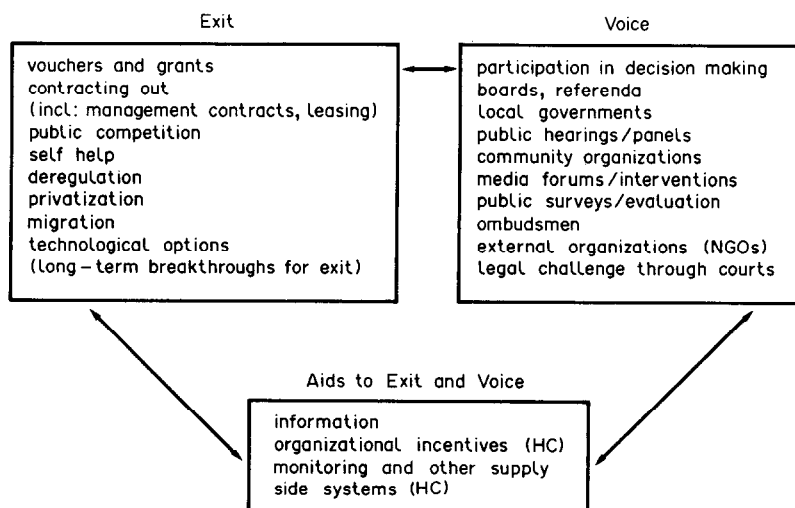 Exit
vouchers and grants
contracting out
(incl: management contracts, leasing)
public competition
self help
deregulation
privatization
migration
technological options
(long-term breakthroughs for exit)
Voice
participation in decision making
boards, referenda
local governments
public hearings/panels
community organizations
media forums/interventions
public surveys/evaluation
ombudsmen
external organizations (NGOs)
legal challenge through courts
Aids to Exit and Voice
information
organizational incentives (HC)
monitoring and other supply
side systems (HC)